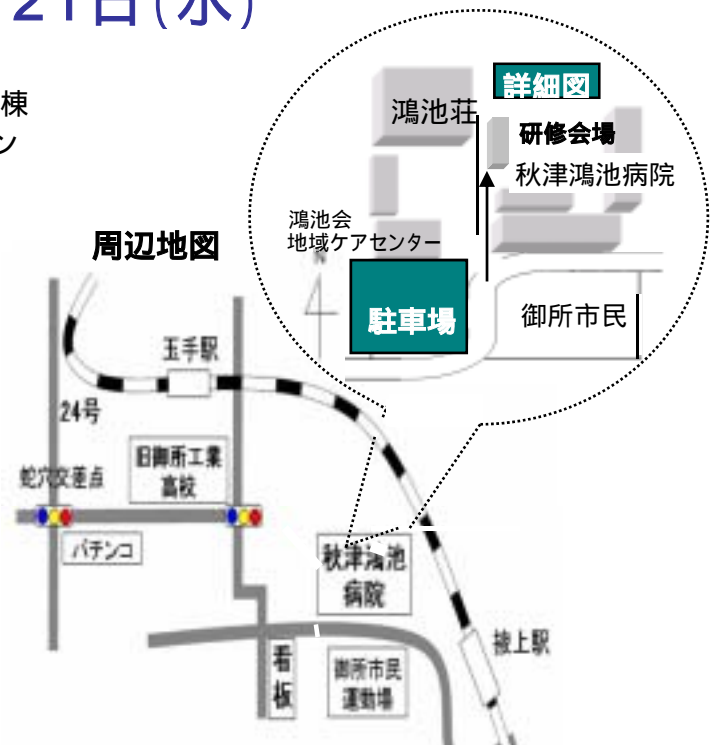 21日(水)
棟
ン
詳細図
鴻池荘
研修会場
秋津鴻池病院
鴻池会
地域ケアセンター
N
駐車場
御所市民
周辺地図
玉手駅
24号
旧御所工業
高校
蛇穴交差点
パチンコ
秋津鴻池
病院
掖上駅
看
板
御所市民
運動場